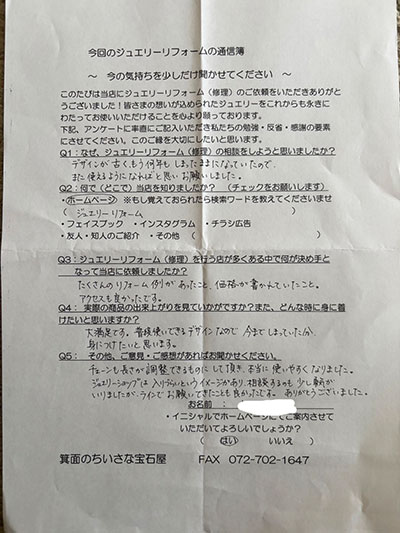 今回のジュエリーリフォームの通信簿
～ 今の気持ちを少しだけ聞かせてください ～
このたびは当店にジュエリーリフォーム（修理）のご依頼をいただきありがと
うございました！皆さまの想いが込められたジュエリーをこれからも永きに
わたってお使いいただけることを心より願っております。
下記、アンケートに率直にご記入いただき私たちの勉強・反省・感謝の要素
にさせてください。このご縁を大切にしたいと思います。
Q1：なぜ、ジュエリーリフォーム（修理）の相談をしようと思いましたか？
デザインが古く、もう何年も しまったままになっていたので、
また使えるようになればと思いお願いしました。
Q2：何で（どこで）当店を知りましたか？ （チェックをお願いします）
・ホームページ ※もし覚えておられたら検索ワードを教えてくださいませ
（ ジュエリーリフォーム ）
・フェイスブック ・インスタグラム ・チラシ広告
・友人・知人のご紹介 ・その他（ ）
Q3：ジュエリーリフォーム（修理）を行う店が多くある中で何が決め手と
なって当店に依頼しましたか？
たくさんのリフォーム例があったこと、価格が書かれていたこと。
アクセスも良かったです。
Q4： 実際の商品の出来上がりを見ていかがですか？また、どんな時に身に着
けたいと思いますか？
大満足です。普段使いできるデザインなので 今までしまっていた分、
身につけたいと思います。
Q5： その他、ご意見・ご感想があればお聞かせください。
チェーンも長さが調整できるものにして頂き、本当に使いやすくなりました。
ジュエリーショップは入りづらいというイメージがあり、相談するのも少し勇気が
いりましたが、ラインでお願いできたことも良かったです。 ありがとうございました。
お名前：
・イニシャルでホームページにてご案内させて
いただいてよろしいでしょうか？
（ はい いいえ ）
箕面のちいさな宝石屋 FAX 072-702-1647